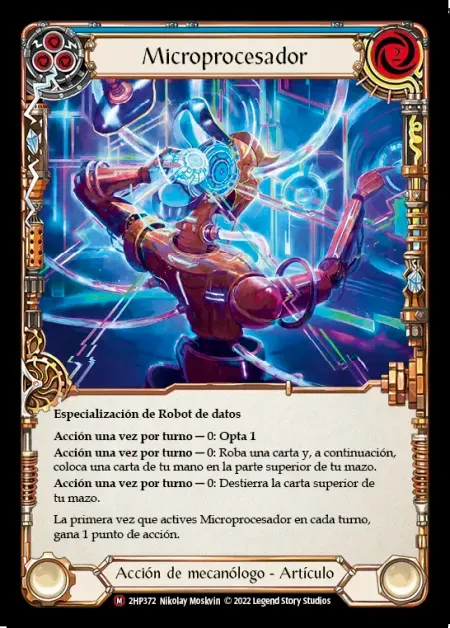 Microprocesador
2
Especialización de Robot de datos
Acción una vez por turno — 0: Opta 1
Acción una vez por turno — 0: Roba una carta y, a continuación,
coloca una carta de tu mano en la parte superior de tu mazo.
Acción una vez por turno — 0: Destierra la carta superior de
tu mazo.
La primera vez que actives Microprocesador en cada turno,
gana 1 punto de acción.
Acción de mecanólogo - Artículo
M 2HP372 Nikolay Moskvin © 2022 Legend Story Studios